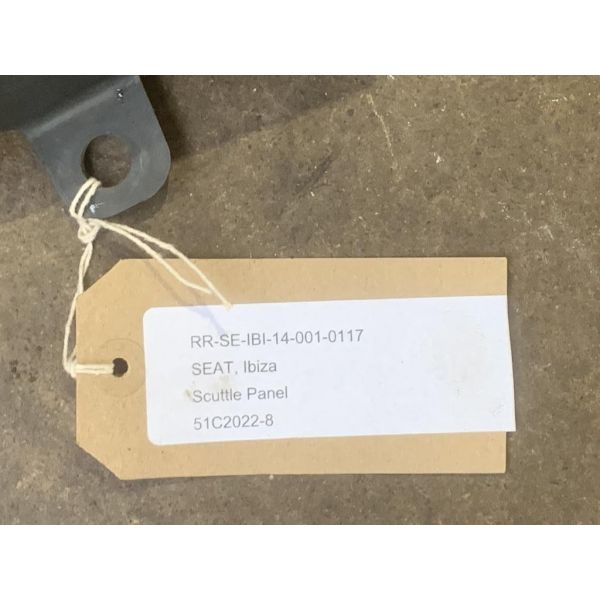 RR-SE-IBI-14-001-0117
SEAT, Ibiza
Scuttle Panel
51C2022-8